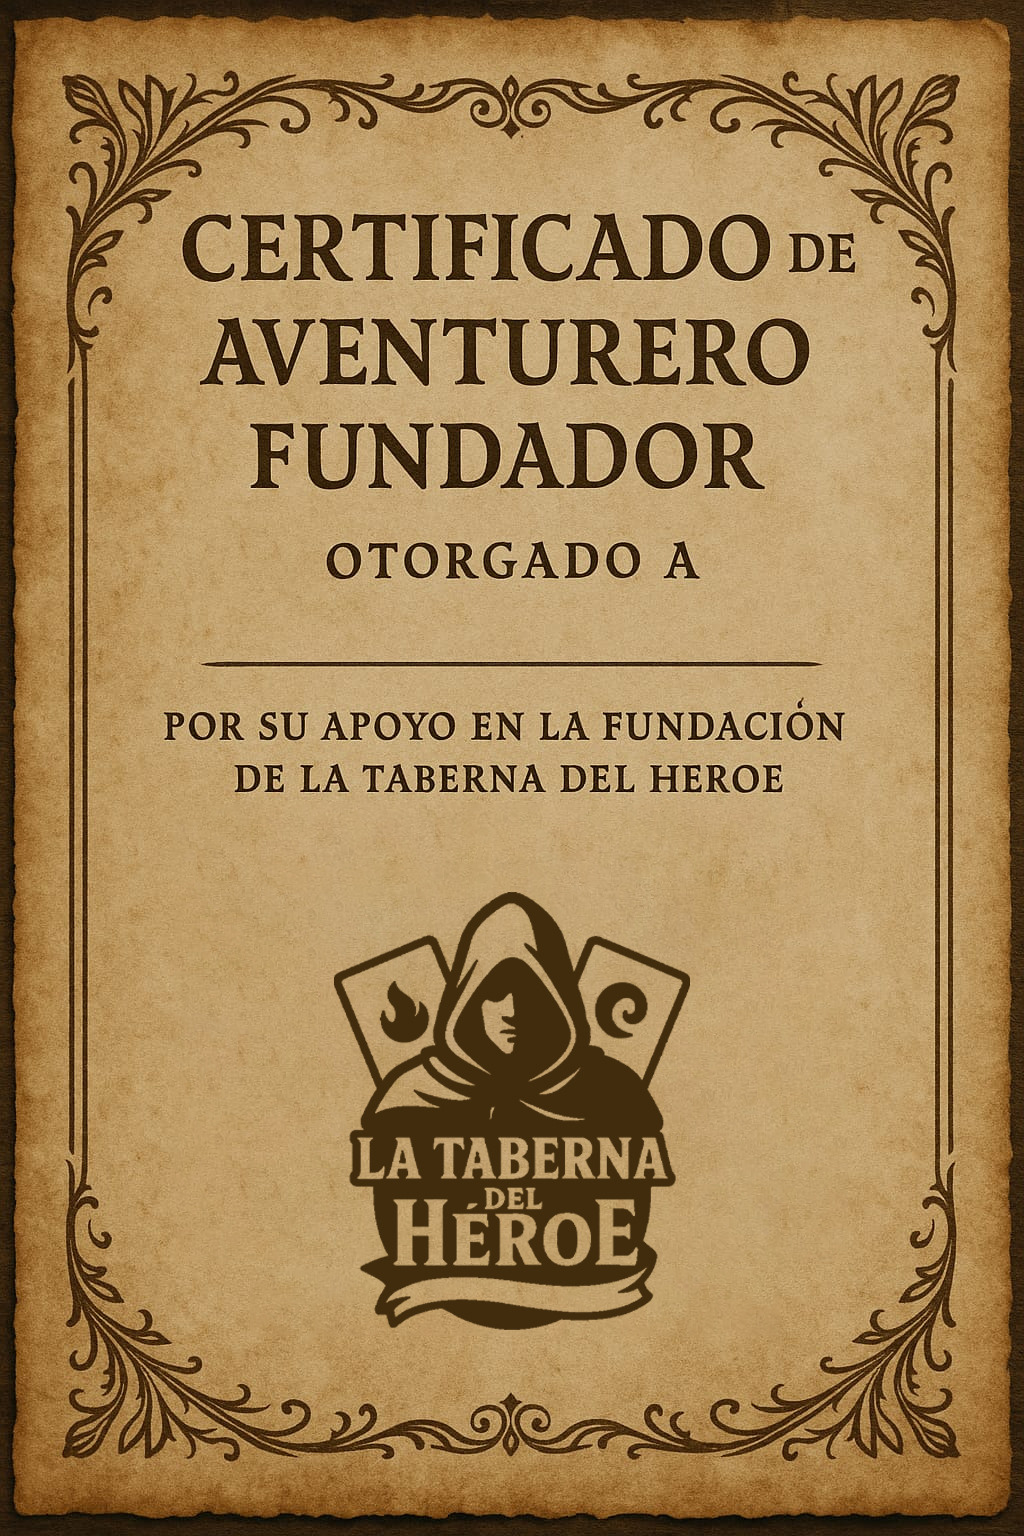 CERTIFICADO DE
AVENTURERO
FUNDADOR
OTORGADO A
POR SU APOYO EN LA FUNDACIÓN
DE LA TABERNA DEL HEROE
LA TABERNA
DEL
HÉROE